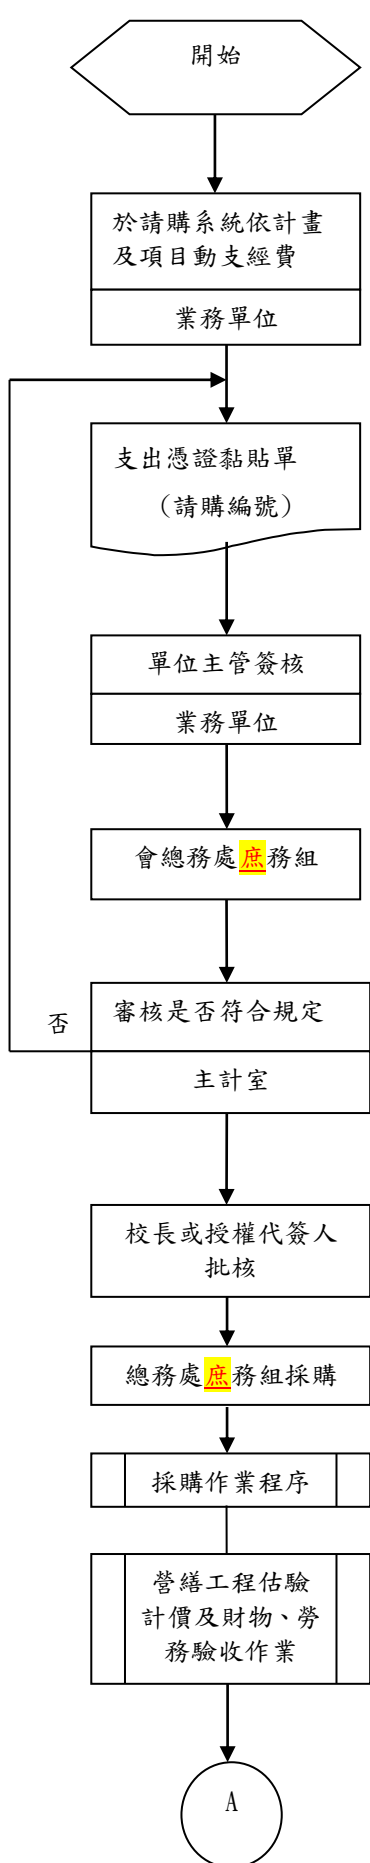 開始
於請購系統依計畫
及項目動支經費
業務單位
支出憑證黏貼單
（請購編號）
單位主管簽核
業務單位
會總務處庶務組
審核是否符合規定
否
主計室
校長或授權代簽人
批核
總務處庶務組採購
採購作業程序
營繕工程估驗
計價及財物、勞
務驗收作業
A